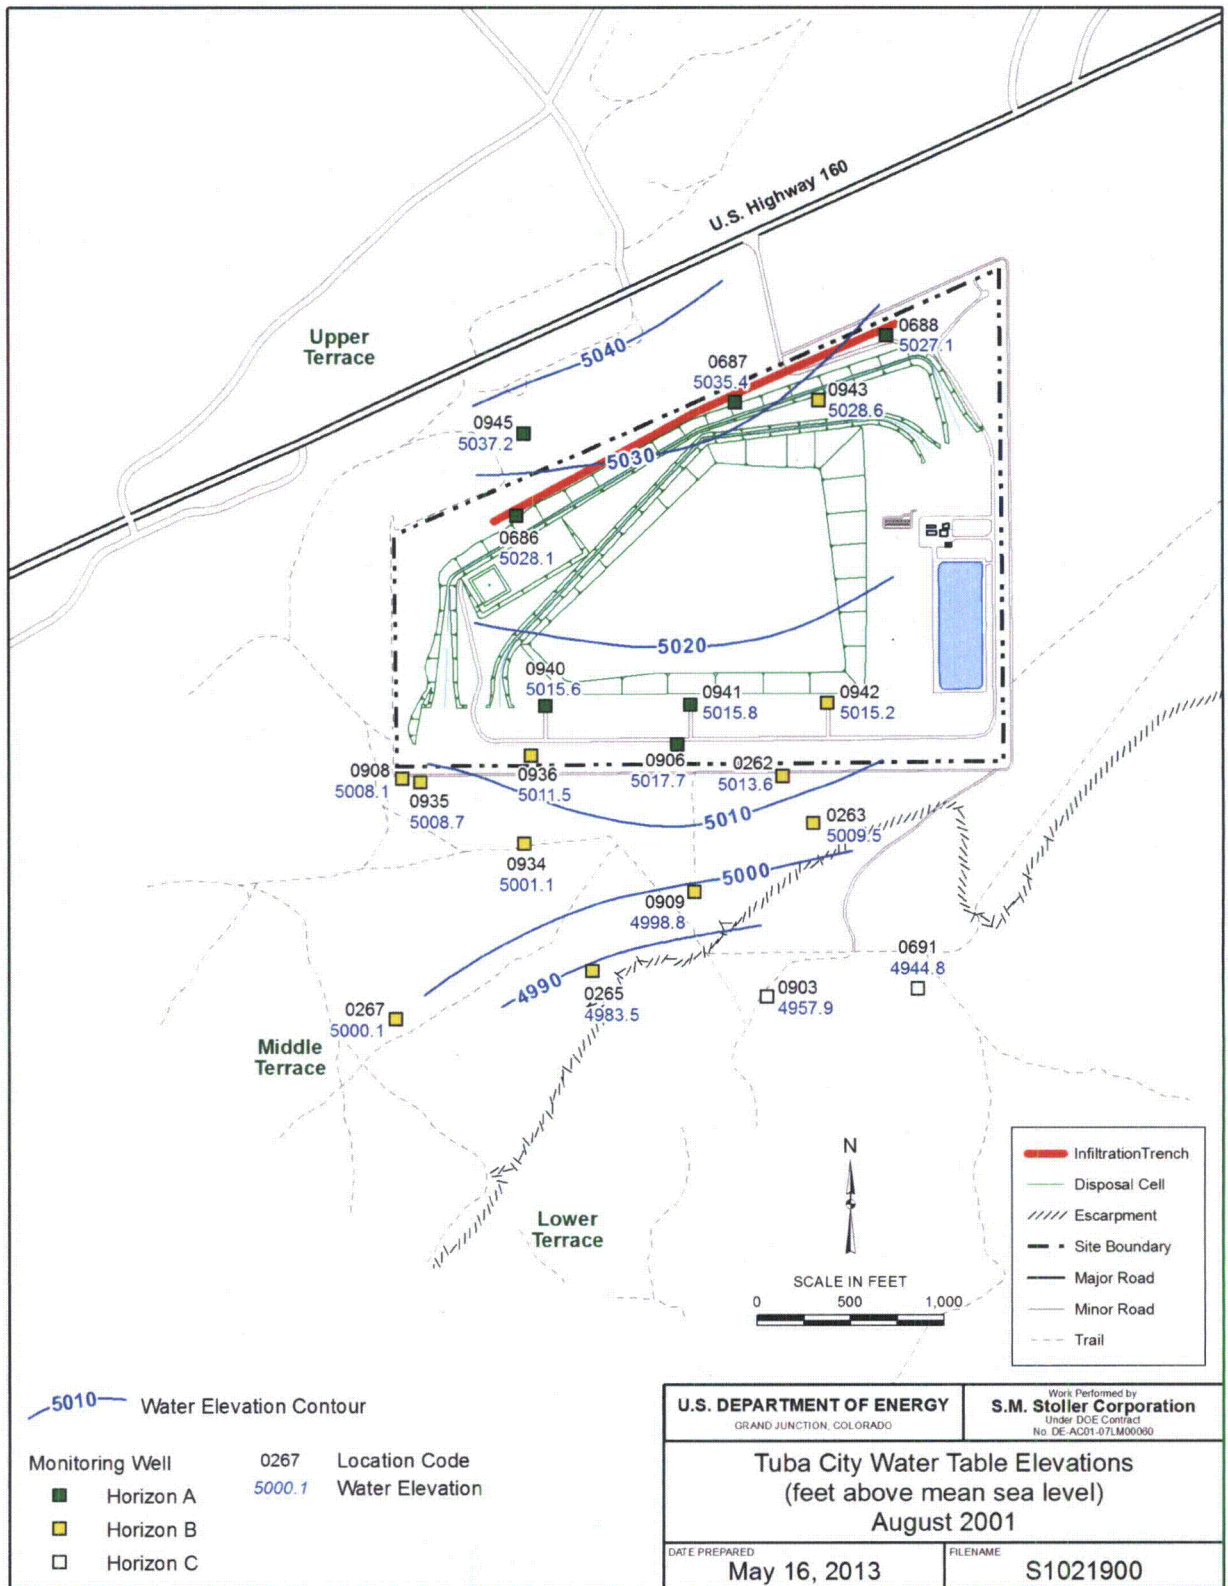 U.S. Highway 160
Upper
Terrace
5040
0688
5027.1
0687
5035.4
0943
5028.6
0945
5037.2
5030
0686
5028.1
5020
0940
5015.6
0941
5015.8
0942
5015.2
0908
5008.1
0935
5008.7
0936
5011.5
0906
5017.7
0262
5013.6
5010
0263
5009.5
0934
5001.1
5000
0909
4998.8
4990
0265
4983.5
0903
4957.9
0691
4944.8
0267
5000.1
Middle
Terrace
Lower
Terrace
N
SCALE IN FEET
0 500 1,000
InfiltrationTrench
Disposal Cell
Escarpment
Site Boundary
Major Road
Minor Road
Trail
5010 Water Elevation Contour
Monitoring Well
Horizon A
Horizon B
Horizon C
0267 Location Code
5000.1 Water Elevation
U.S. DEPARTMENT OF ENERGY
GRAND JUNCTION, COLORADO
Work Performed by
S.M. Stoller Corporation
Under DOE Contract
No. DE-AC01-07LM00060
Tuba City Water Table Elevations
(feet above mean sea level)
August 2001
DATE PREPARED
May 16, 2013
FILENAME
S1021900